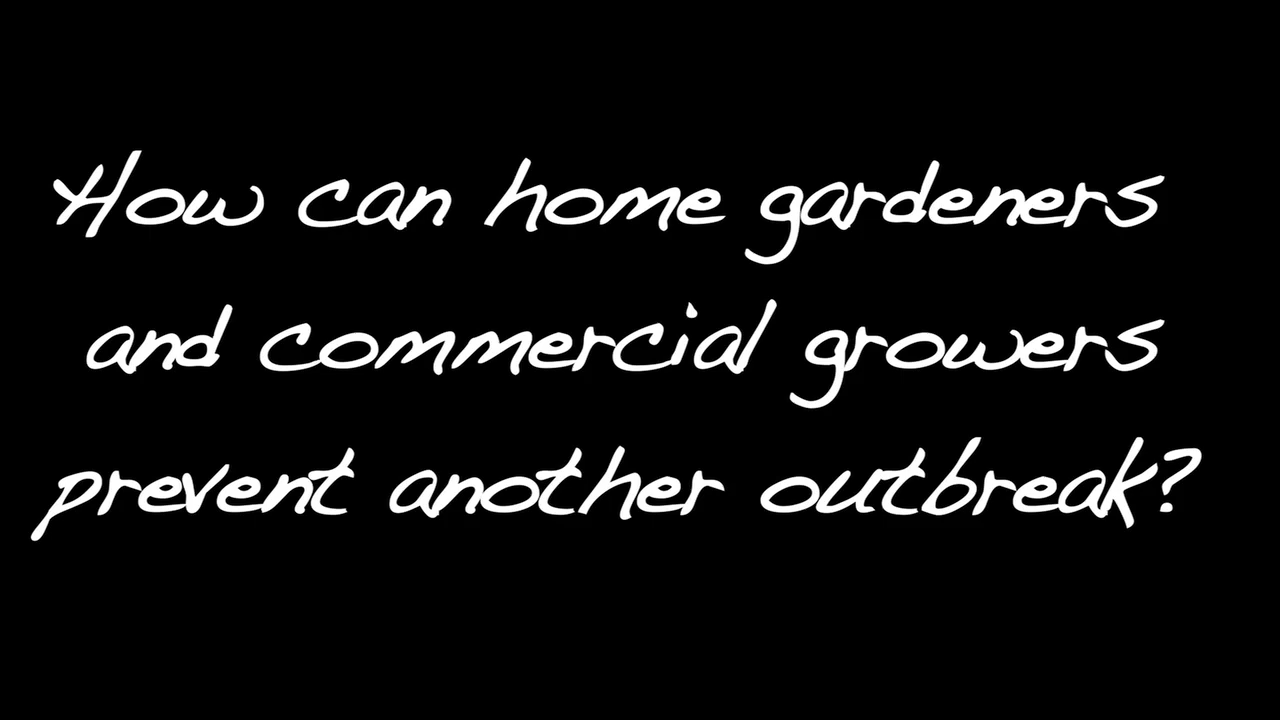 How can home gardeners
and commercial growers
prevent another outbreak?